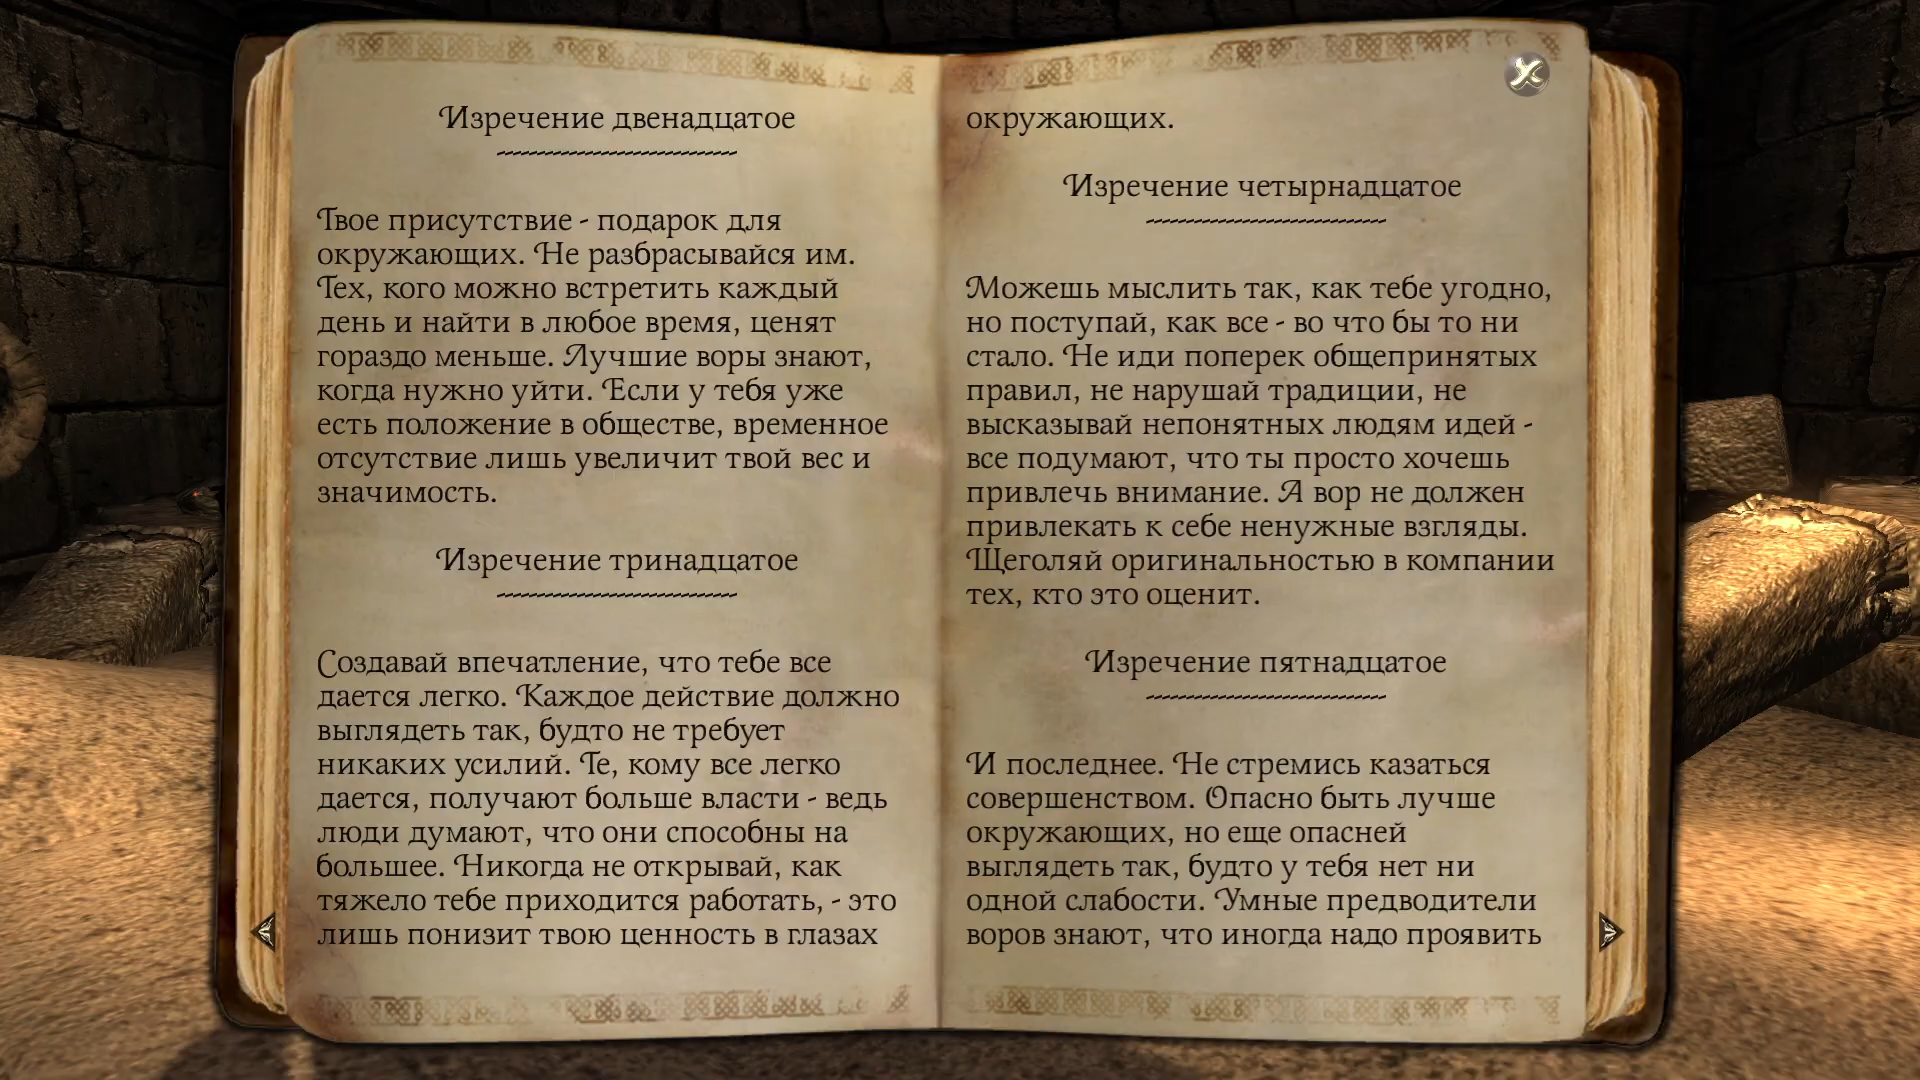 Изречение двенадцатое
Твое присутствие - подарок для
окружающих. Не разбрасывайся им.
Тех, кого можно встретить каждый
день и найти в любое время, ценят
гораздо меньше. Лучшие воры знают,
когда нужно уйти. Если у тебя уже
есть положение в обществе, временное
отсутствие лишь увеличит твой вес и
значимость.
Изречение тринадцатое
Создавай впечатление, что тебе все
дается легко. Каждое действие должно
выглядеть так, будто не требует
никаких усилий. Те, кому все легко
дается, получают больше власти - ведь
люди думают, что они способны на
большее. Никогда не открывай, как
тяжело тебе приходится работать, - это
лишь понизит твою ценность в глазах
окружающих.
Изречение четырнадцатое
Можешь мыслить так, как тебе угодно,
но поступай, как все - во что бы то ни
стало. Не иди поперек общепринятых
правил, не нарушай традиции, не
высказывай непонятных людям идей -
все подумают, что ты просто хочешь
привлечь внимание. А вор не должен
привлекать к себе ненужные взгляды.
Щеголяй оригинальностью в компании
тех, кто это оценит.
Изречение пятнадцатое
И последнее. Не стремись казаться
совершенством. Опасно быть лучше
окружающих, но еще опасней
выглядеть так, будто у тебя нет ни
одной слабости. Умные предводители
воров знают, что иногда надо проявить